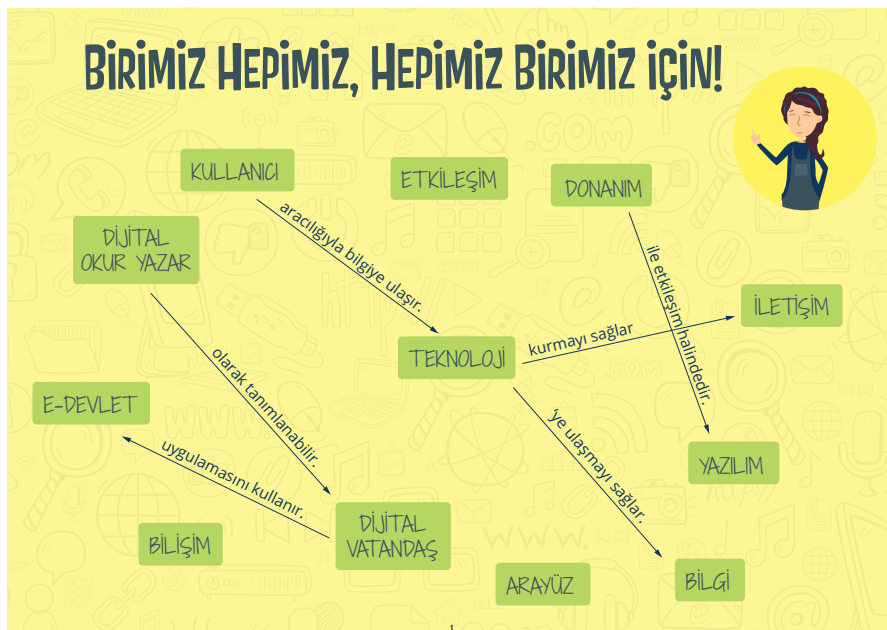 BİRİMİZ HEPİMİZ, HEPİMİZ BİRİMİZ İÇİN!
KULLANICI
ETKİLEŞİM
DONANIM
DİJİTAL
OKUR YAZAR
aracılığıyla bilgiye ulaşır.
ile etkileşim halindedir.
İLETİŞİM
kurmayı sağlar
TEKNOLOJİ
olarak tanımlanabilir.
E-DEVLET
'ye ulaşmayı sağlar.
uygulamasını kullanır.
YAZILIM
DİJİTAL
VATANDAŞ
BİLİŞİM
ARAYÜZ
BİLGİ